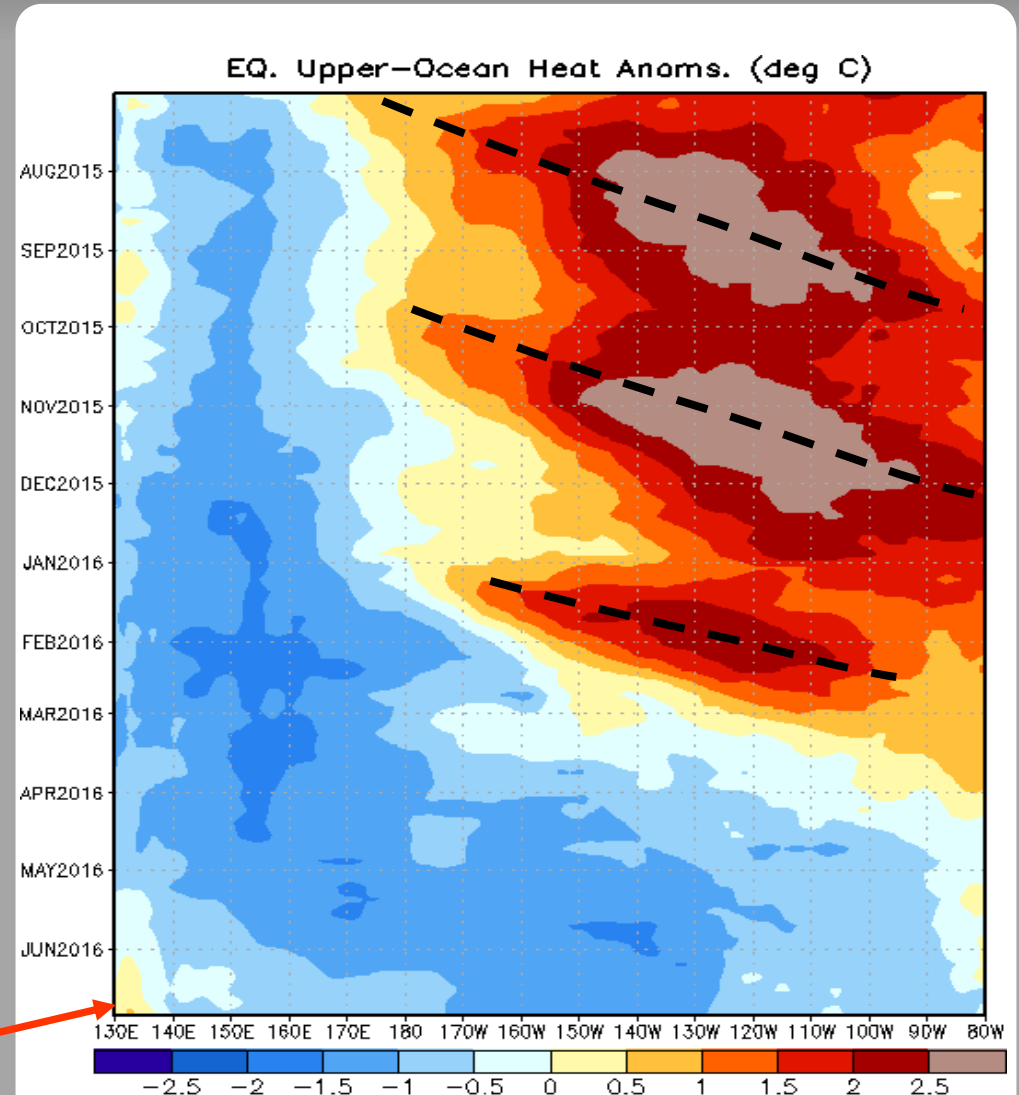 EQ. Upper-Ocean Heat Anoms. (deg C)
AUG2015
SEP2015
OCT2015
NOV2015
DEC2015
JAN2016
FEB2016
MAR2016
APR2016
MAY2016
JUN2016
130E 140E 150E 160E 170E 180 170W 160W 150W 140W 130W 120W 110W 100W 90W 80W
-2.5 -2 -1.5 -1 -0.5 0 0.5 1 1.5 2 2.5